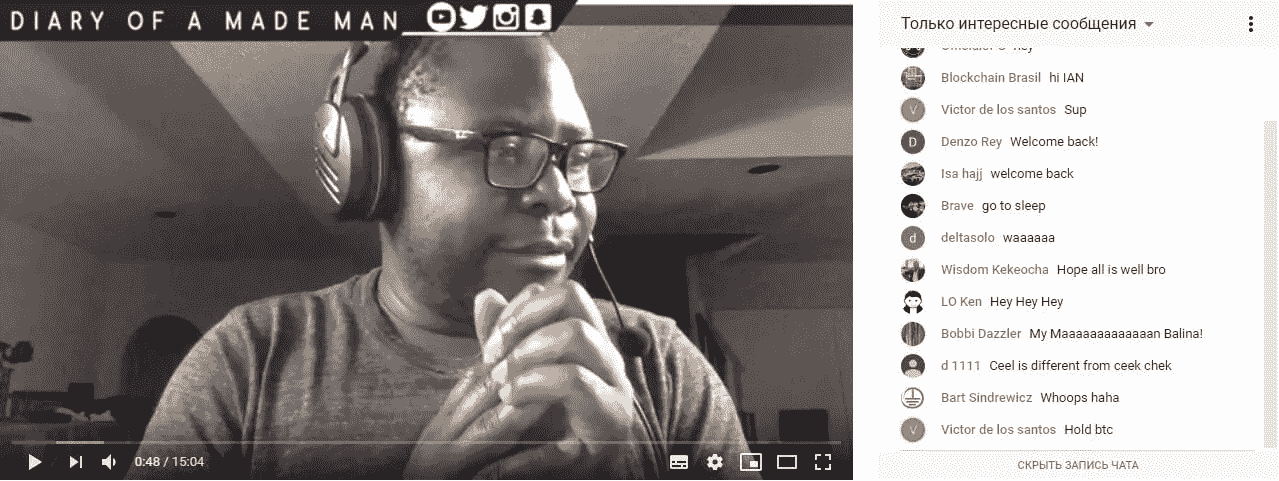 DIARY OF A MADE MAN
Только интересные сообщения
hey
Blockchain Brasil hi IAN
V Victor de los santos Sup
D Denzo Rey Welcome back!
Isa hajj welcome back
Brave go to sleep
d deltasolo waaaaaa
Wisdom Kekeocha Hope all is well bro
LO Ken Hey Hey Hey
Bobbi Dazzler My Maaaaaaaaaaaaan Balina!
d 1111 Ceel is different from ceek chek
Bart Sindrewicz Whoops haha
V Victor de los santos Hold btc
0:48 / 15:04
СКРЫТЬ ЗАПИСЬ ЧАТА